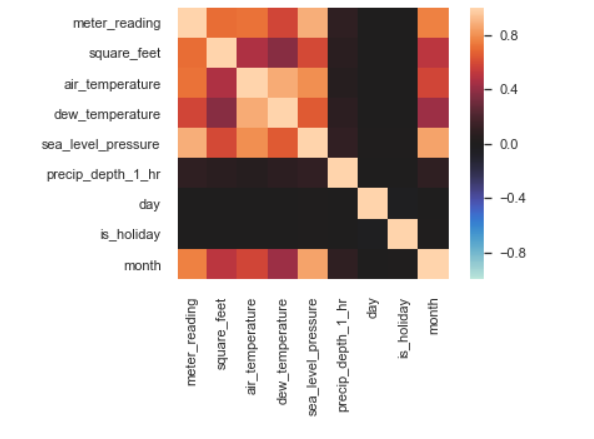 meter_reading
square_feet
air_temperature
dew_temperature
sea_level_pressure
precip_depth_1_hr
day
is_holiday
month
0.8
0.4
0.0
−0.4
−0.8
meter_reading
square_feet
air_temperature
dew_temperature
sea_level_pressure
precip_depth_1_hr
day
is_holiday
month